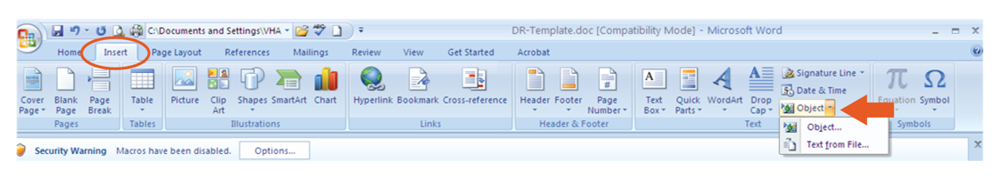 C:\Documents and Settings\VHA
DR-Template.doc [Compatibility Mode] - Microsoft Word
Home Insert Page Layout References Mailings Review View Get Started Acrobat
Cover Page
Blank Page
Page Break
Table
Picture
Clip Art
Shapes
SmartArt
Chart
Hyperlink
Bookmark
Cross-reference
Header
Footer
Page Number
Text Box
Quick Parts
WordArt
Drop Cap
Signature Line
Date & Time
Object
Equation
Symbol
Pages Tables Illustrations Links Header & Footer Text Symbols
Object...
Text from File...
Security Warning Macros have been disabled. Options...